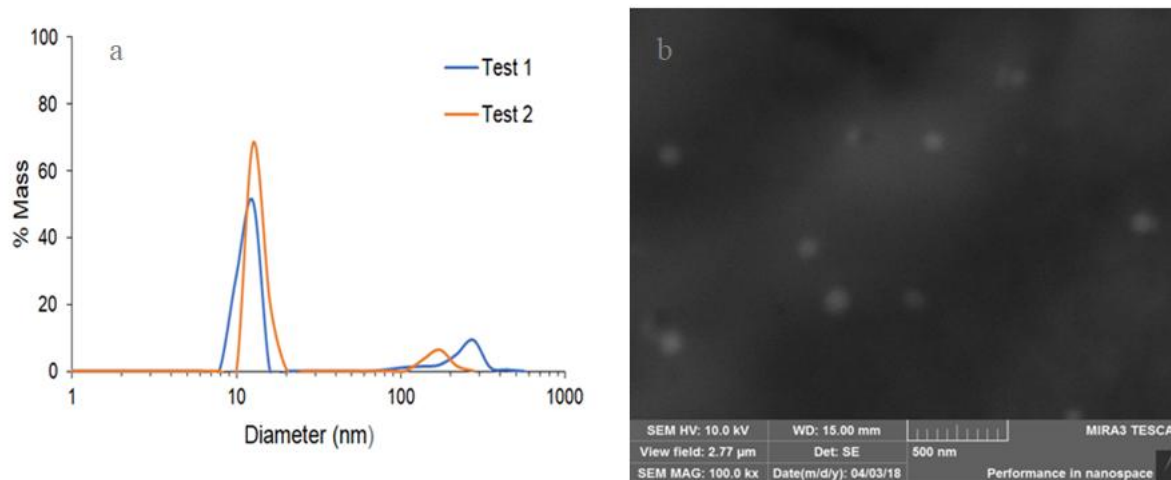 a
100
80
60
40
20
0
% Mass
Test 1
Test 2
1 10 100 1000
Diameter (nm)
b
SEM HV: 10.0 kV WD: 15.00 mm MIRA3 TESCA
View field: 2.77 µm Det: SE 500 nm
SEM MAG: 100.0 kx Date(m/d/y): 04/03/18 Performance in nanospace